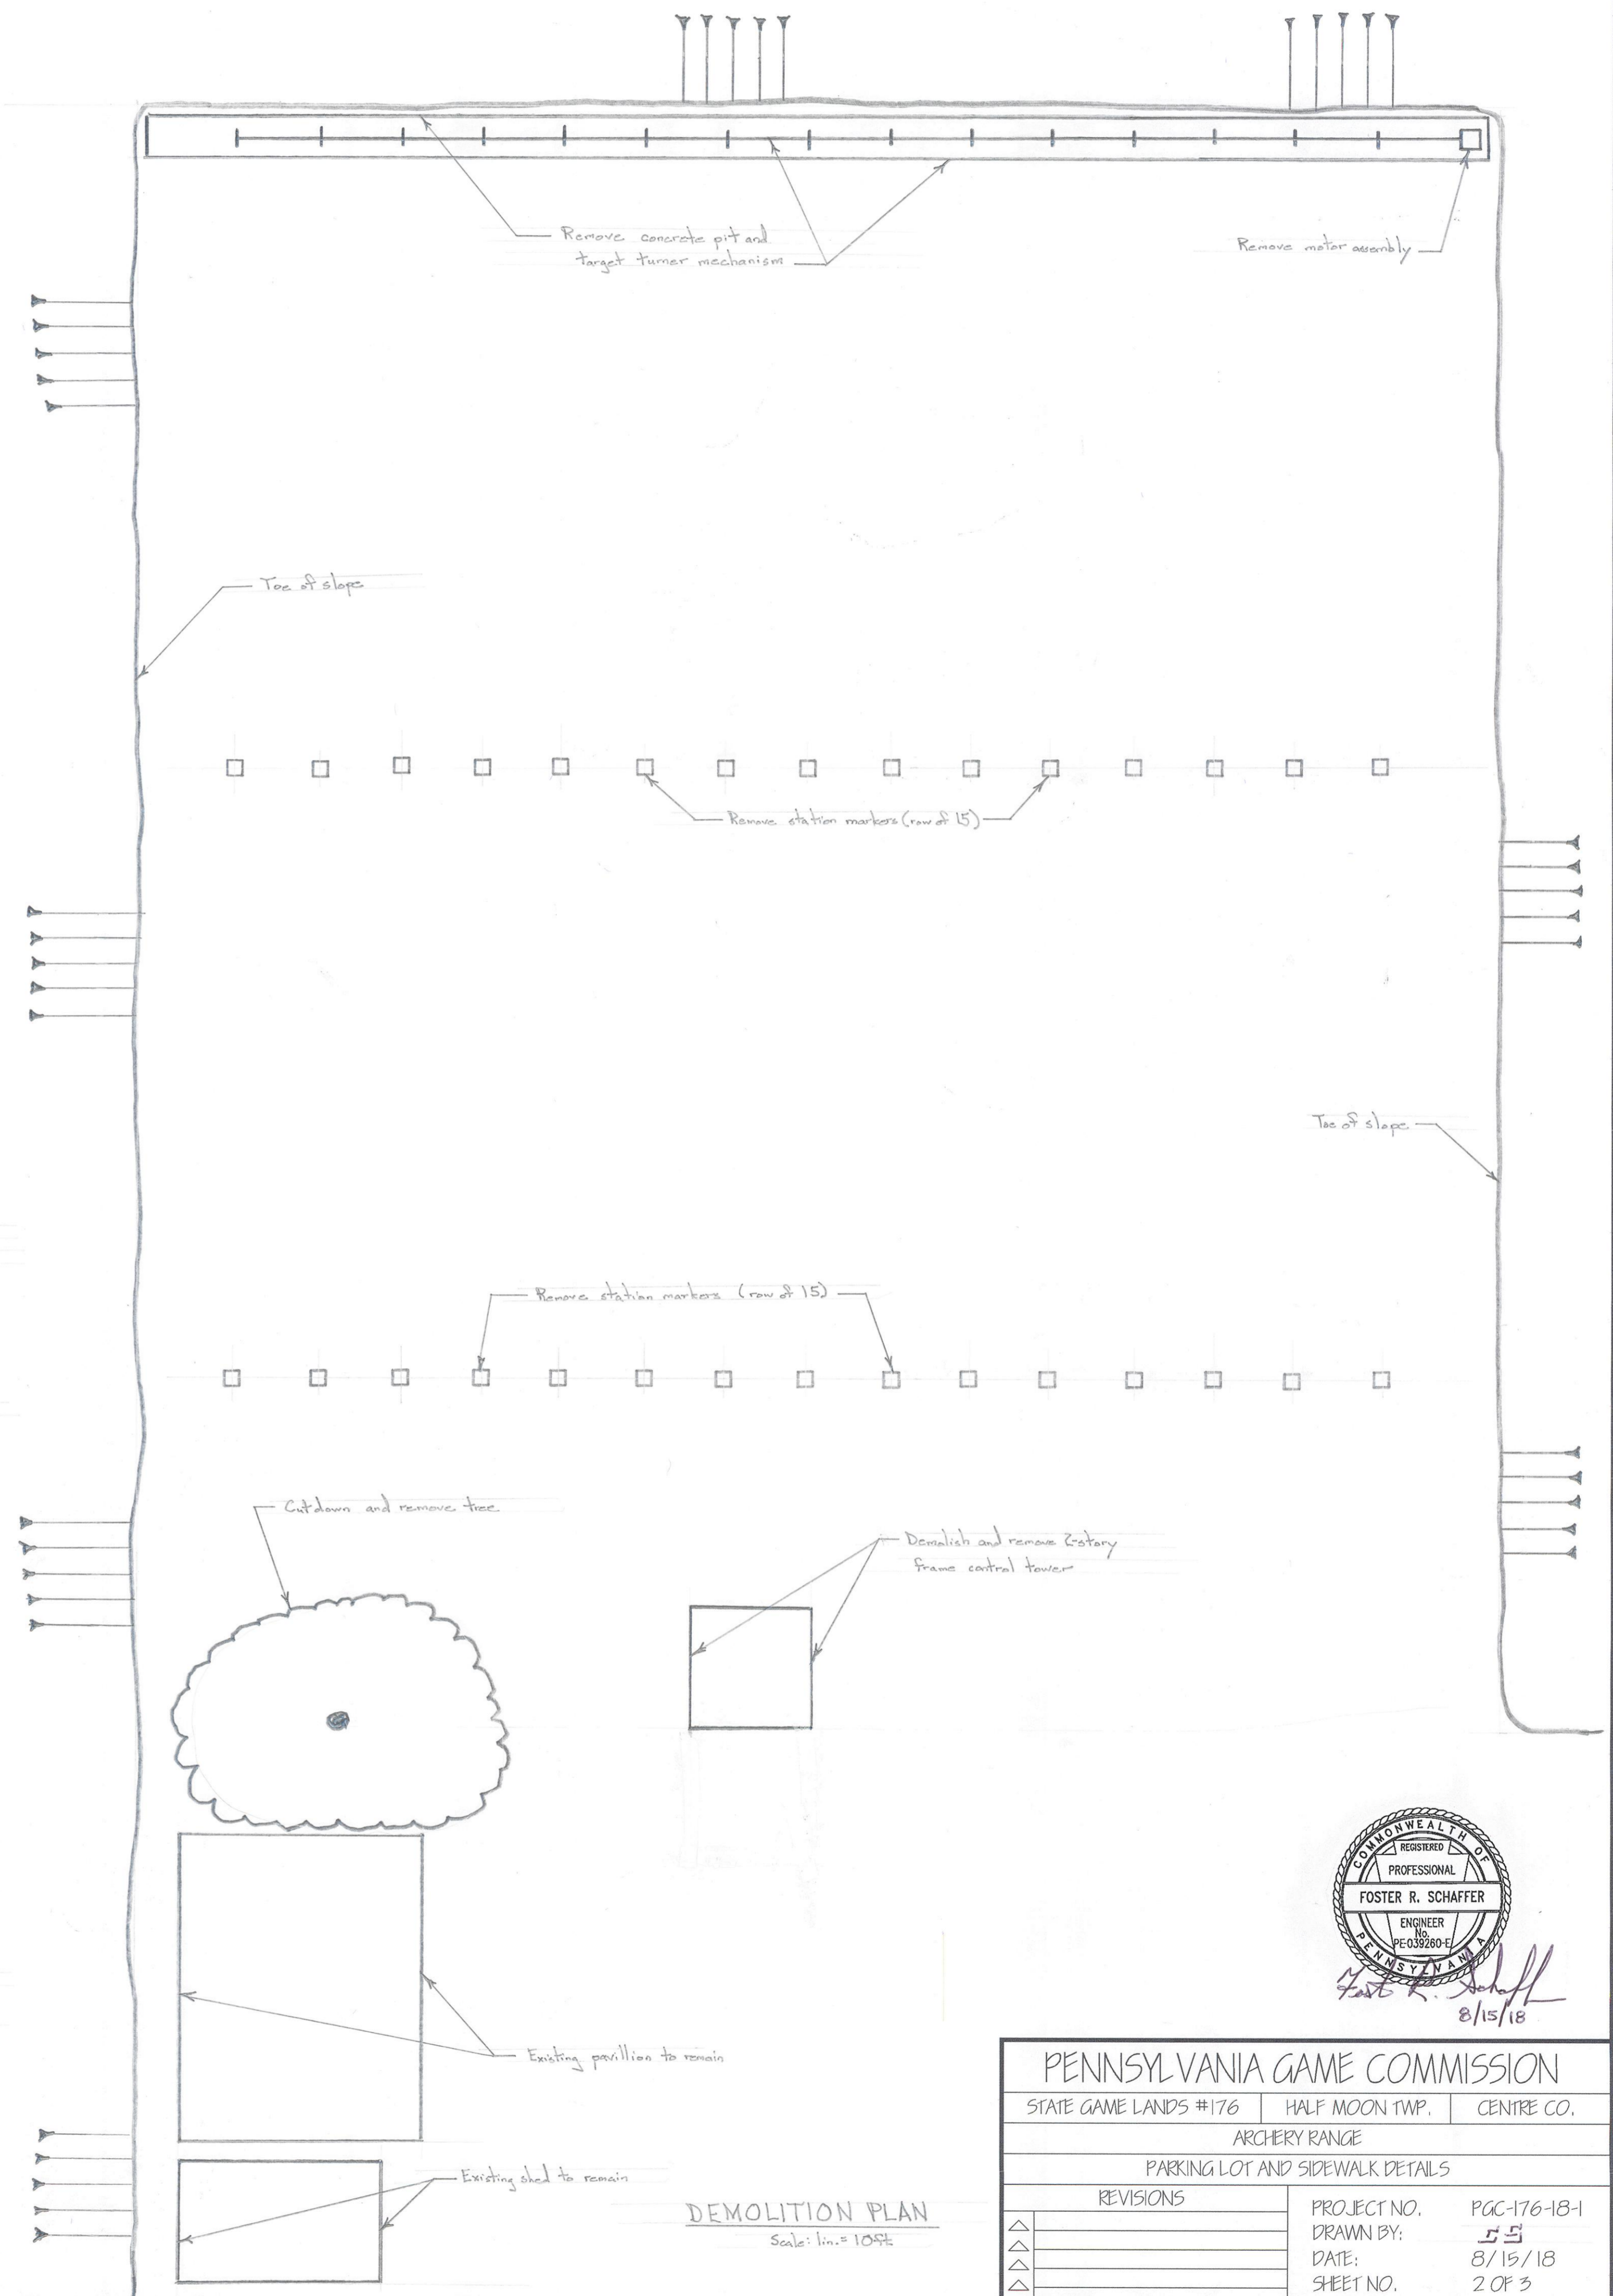 Remove concrete pit and
target turner mechanism
Remove motor assembly
Toe of slope
Remove station markers (row of 15)
Toe of slope
Remove station markers (row of 15)
Cutdown and remove tree
Demolish and remove 2-story
frame control tower
Existing pavillion to remain
Existing shed to remain
DEMOLITION PLAN
Scale: 1in. = 10ft
COMMONWEALTH OF
REGISTERED
PROFESSIONAL
FOSTER R. SCHAFFER
ENGINEER
No.
PE-039260-E
PENNSYLVANIA
8/15/18
PENNSYLVANIA GAME COMMISSION
STATE GAME LANDS #176 HALF MOON TWP. CENTRE CO.
ARCHERY RANGE
PARKING LOT AND SIDEWALK DETAILS
REVISIONS
PROJECT NO. PGC-176-18-1
DRAWN BY:
DATE: 8/15/18
SHEET NO. 2 OF 3